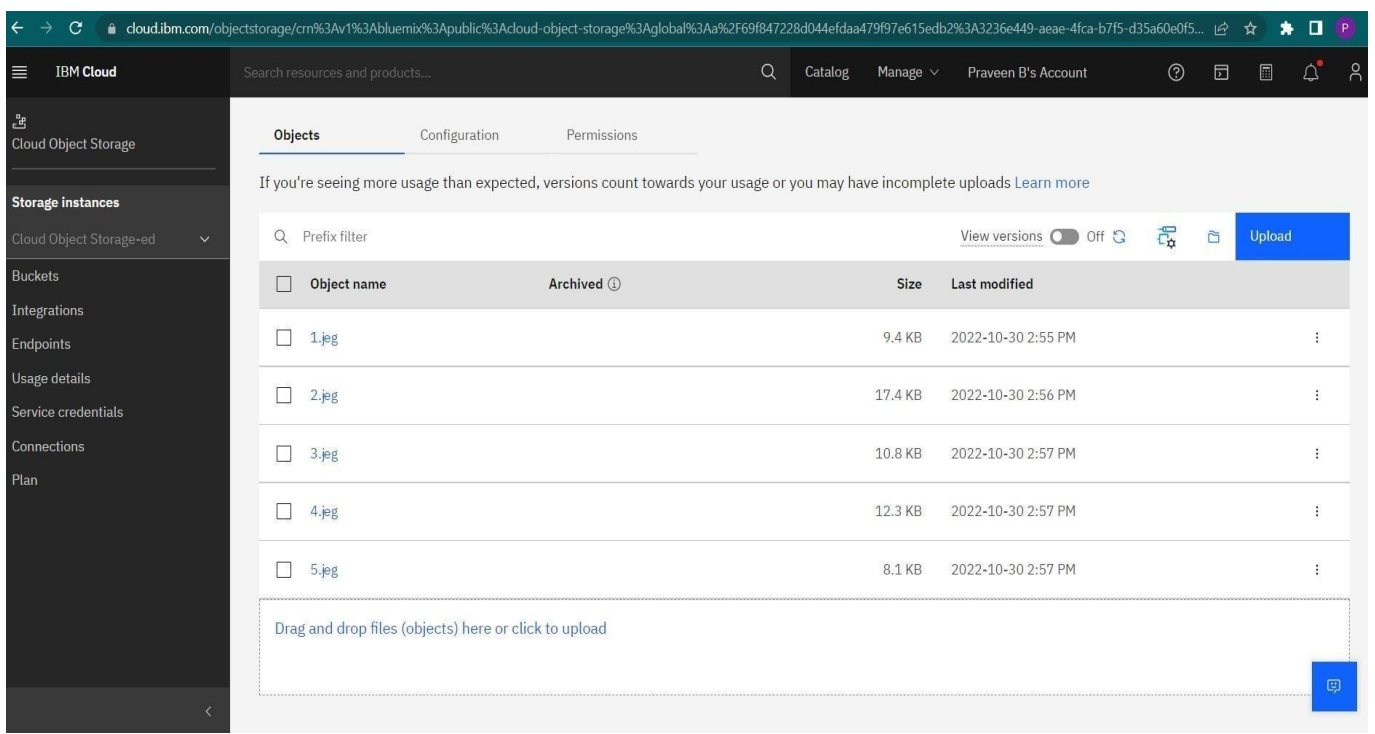 cloud.ibm.com/objectstorage/crn%3Av1%3Abluemix%3Apublic%3Acloud-object-storage%3Aglobal%3Aa%2F69f847228d044efdaa479f97e615edb2%3A3236e449-aeae-4fca-b7f5-d35a60e0f5...
P
IBM Cloud
Search resources and products...
Catalog
Manage
Praveen B's Account
Cloud Object Storage
Storage instances
Cloud Object Storage-ed
Buckets
Integrations
Endpoints
Usage details
Service credentials
Connections
Plan
Objects Configuration Permissions
If you're seeing more usage than expected, versions count towards your usage or you may have incomplete uploads Learn more
Prefix filter View versions Off Upload
Object name Archived Size Last modified
1.jeg 9.4 KB 2022-10-30 2:55 PM
2.jeg 17.4 KB 2022-10-30 2:56 PM
3.jeg 10.8 KB 2022-10-30 2:57 PM
4.jeg 12.3 KB 2022-10-30 2:57 PM
5.jeg 8.1 KB 2022-10-30 2:57 PM
Drag and drop files (objects) here or click to upload